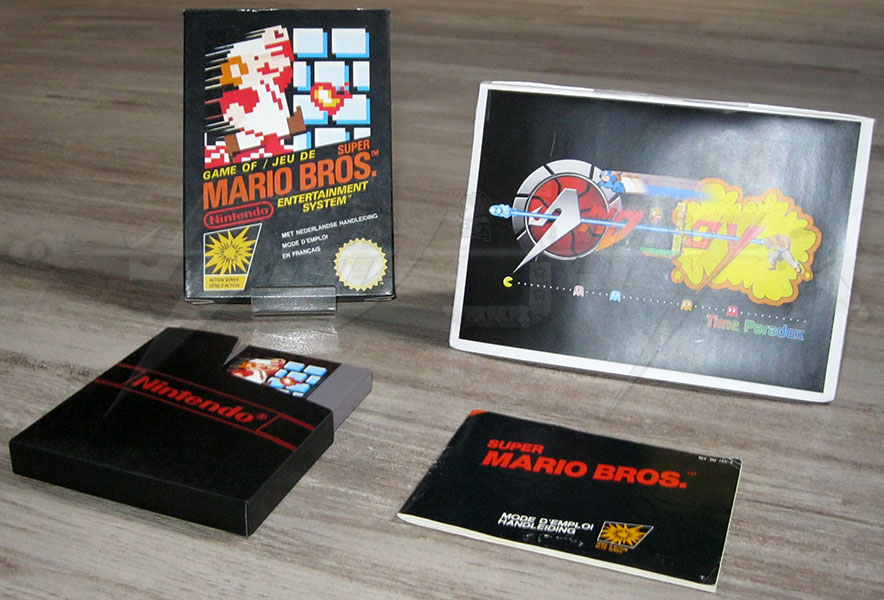 GAME OF / JEU DE
SUPER
MARIO BROS.™
Nintendo
ENTERTAINMENT
SYSTEM™
MET NEDERLANDSE HANDLEIDING
MODE D'EMPLOI
EN FRANÇAIS
ACTION SERIES
SÉRIE D'ACTION
Time Paradox
Nintendo®
SUPER
MARIO BROS.™
MODE D'EMPLOI
HANDLEIDING